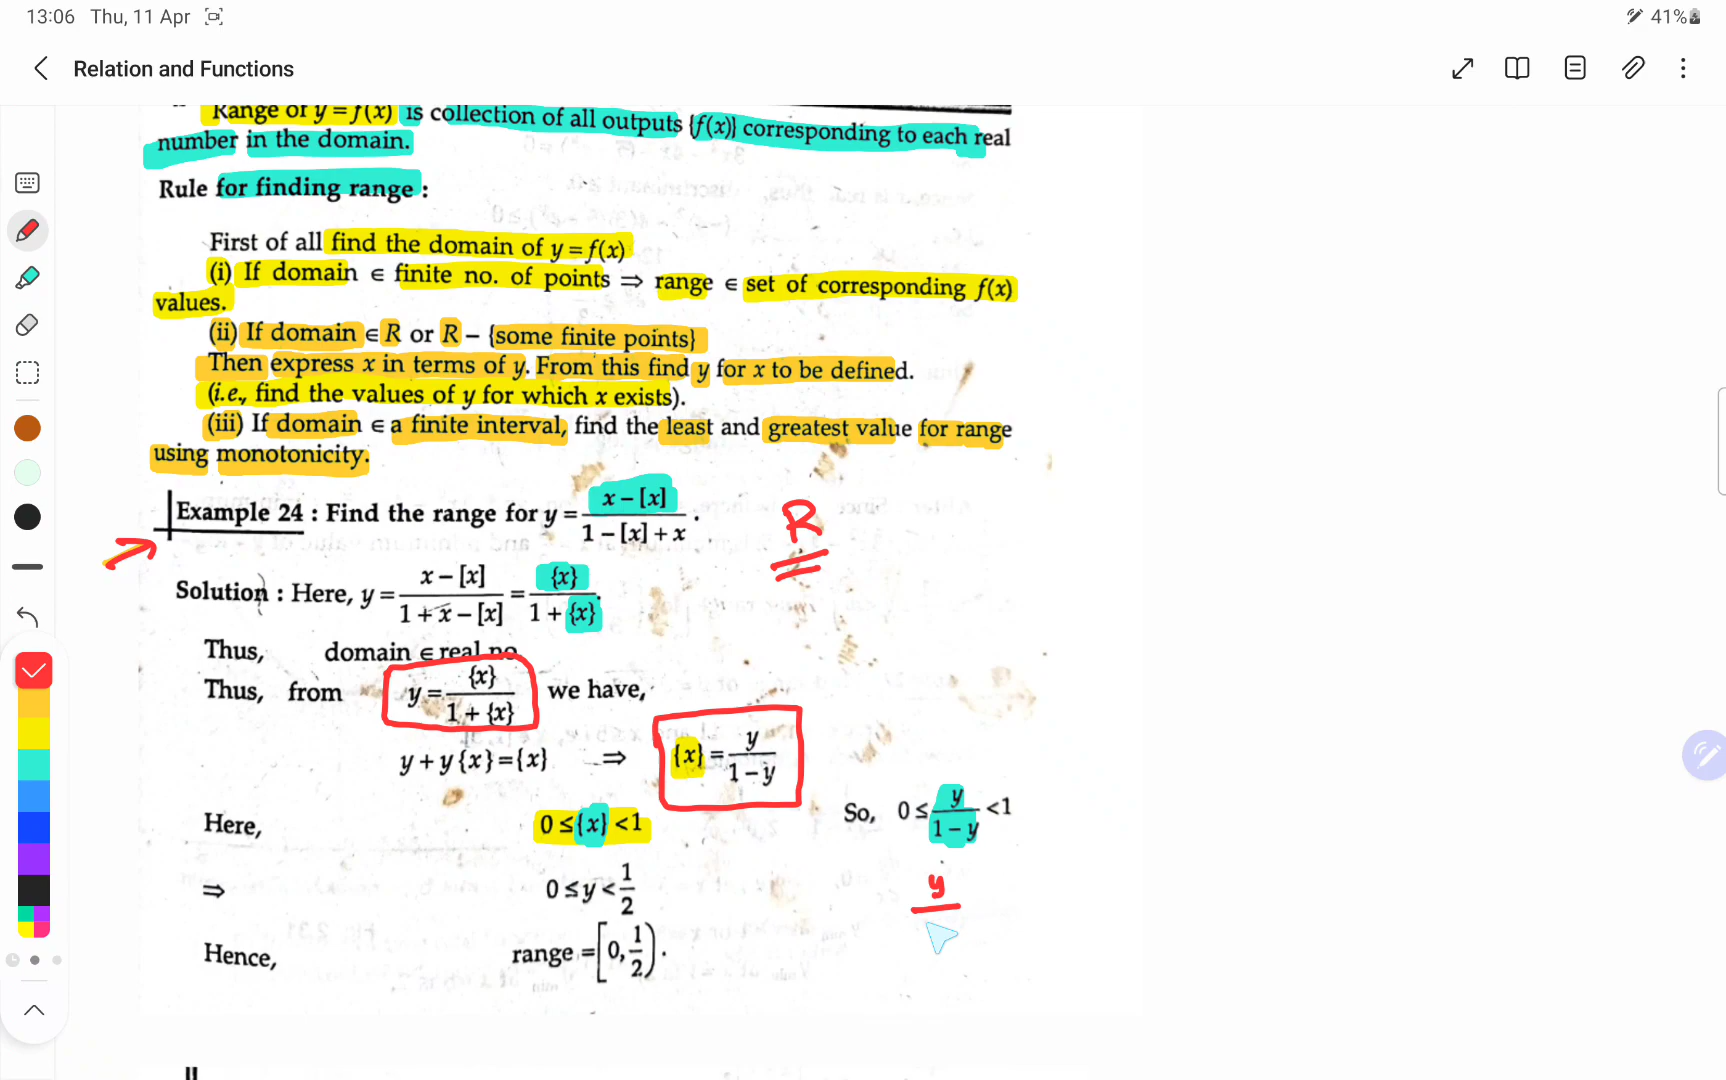 13:06 Thu, 11 Apr 41%
Relation and Functions
Range of y = f(x) is collection of all outputs {f(x)} corresponding to each real
number in the domain.
Rule for finding range :
First of all find the domain of y = f(x)
(i) If domain ∈ finite no. of points ⇒ range ∈ set of corresponding f(x)
values.
(ii) If domain ∈ R or R – {some finite points}
Then express x in terms of y. From this find y for x to be defined.
(i.e., find the values of y for which x exists).
(iii) If domain ∈ a finite interval, find the least and greatest value for range
using monotonicity.
Example 24 : Find the range for y = (x – [x])/(1 – [x] + x).
R
Solution : Here, y = (x – [x])/(1 + x – [x]) = {x}/(1 + {x}).
Thus, domain ∈ real no.
Thus, from y = {x}/(1 + {x}) we have,
y + y {x} = {x} ⇒ {x} = y/(1 – y)
Here, 0 ≤ {x} < 1 So, 0 ≤ y/(1 – y) < 1
⇒ 0 ≤ y < 1/2
y
Hence, range = [0, 1/2).